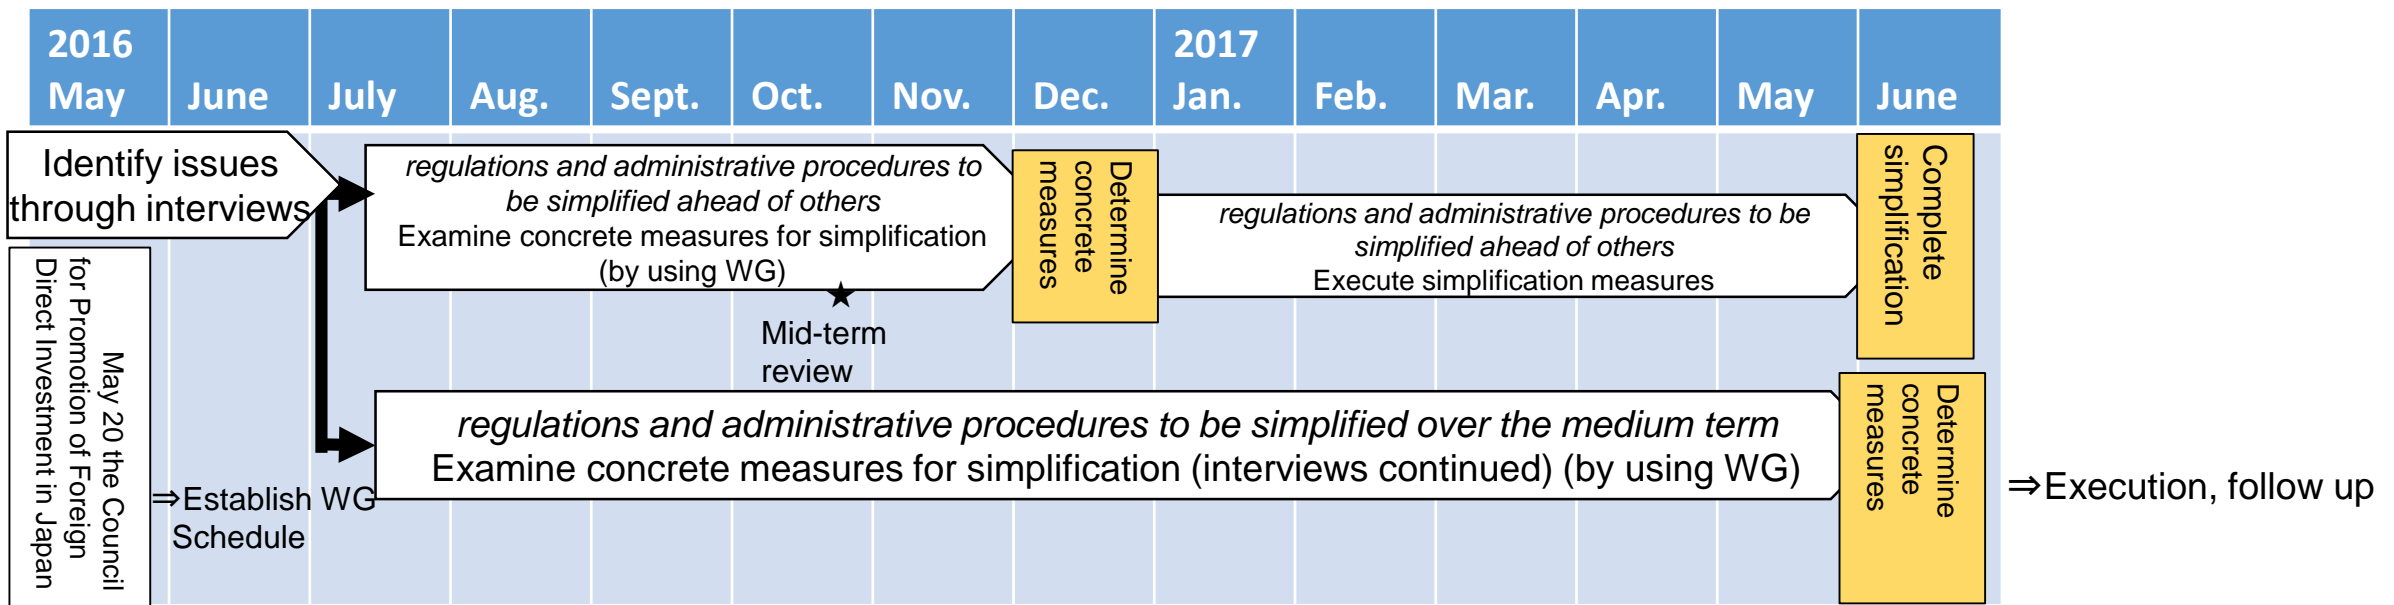 2016
May
June
July
Aug.
Sept.
Oct.
Nov.
Dec.
2017
Jan.
Feb.
Mar.
Apr.
May
June
Identify issues
through interviews
regulations and administrative procedures to
be simplified ahead of others
Examine concrete measures for simplification
(by using WG)
Determine
concrete
measures
regulations and administrative procedures to be
simplified ahead of others
Execute simplification measures
Complete
simplification
★
Mid-term
review
May 20 the Council
for Promotion of Foreign
Direct Investment in Japan
⇒Establish WG
Schedule
regulations and administrative procedures to be simplified over the medium term
Examine concrete measures for simplification (interviews continued) (by using WG)
Determine
concrete
measures
⇒Execution, follow up